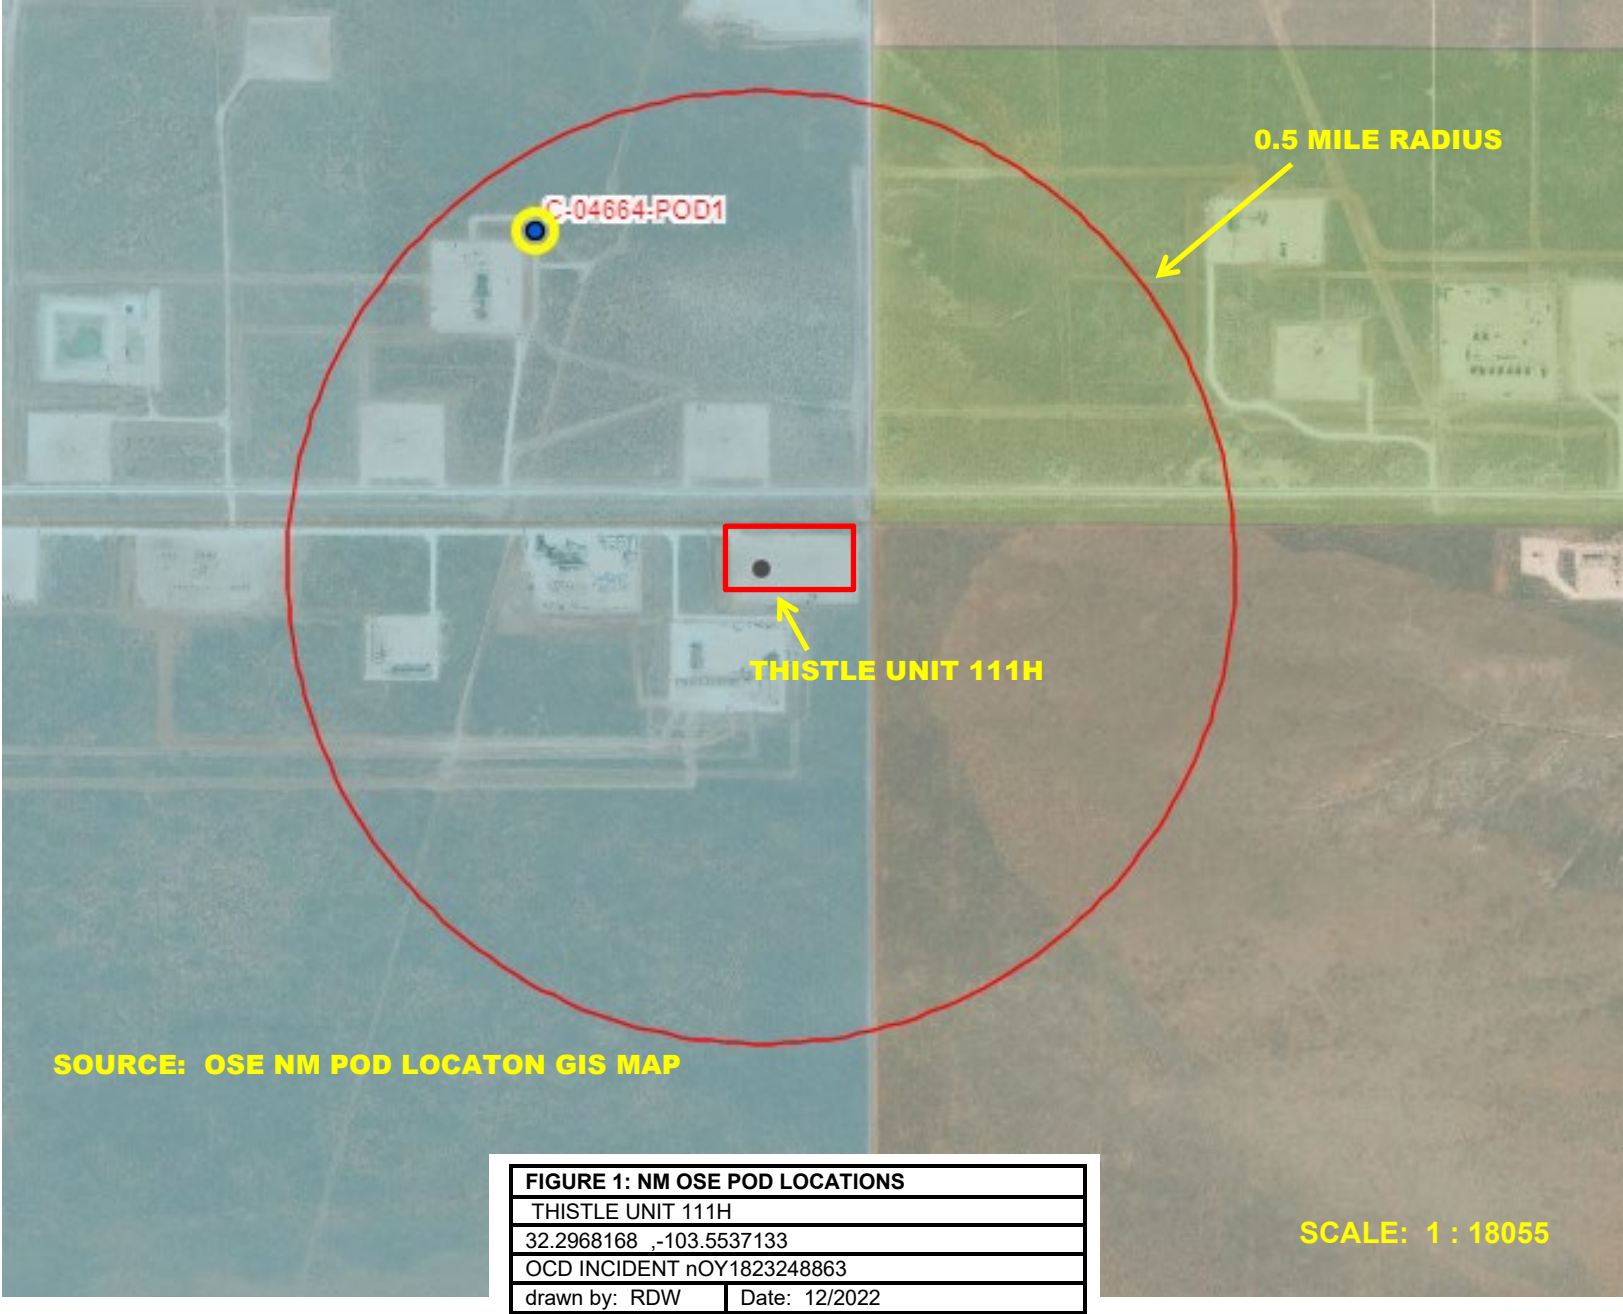 0.5 MILE RADIUS
C-04664-POD1
THISTLE UNIT 111H
SOURCE: OSE NM POD LOCATON GIS MAP
FIGURE 1: NM OSE POD LOCATIONS
THISTLE UNIT 111H
32.2968168 ,-103.5537133
OCD INCIDENT nOY1823248863
drawn by: RDW Date: 12/2022
SCALE: 1 : 18055